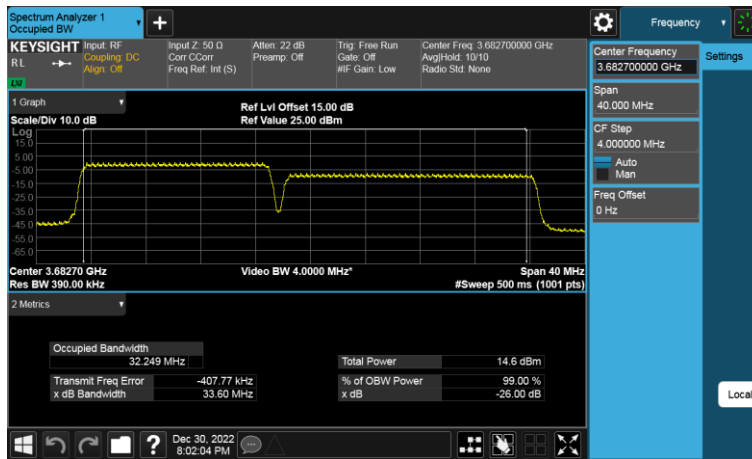 Spectrum Analyzer 1
Occupied BW
Frequency
KEYSIGHT
RL
LXI
Input: RF
Coupling: DC
Align: Off
Input Z: 50 Ω
Corr CCorr
Freq Ref: Int (S)
Atten: 22 dB
Preamp: Off
Trig: Free Run
Gate: Off
#IF Gain: Low
Center Freq: 3.682700000 GHz
Avg|Hold: 10/10
Radio Std: None
Center Frequency
3.682700000 GHz
Settings
Span
40.000 MHz
CF Step
4.000000 MHz
Auto
Man
Freq Offset
0 Hz
1 Graph
Scale/Div 10.0 dB
Ref Lvl Offset 15.00 dB
Ref Value 25.00 dBm
Log
15.0
5.00
-5.00
-15.0
-25.0
-35.0
-45.0
-55.0
-65.0
Center 3.68270 GHz
Video BW 4.0000 MHz*
Span 40 MHz
Res BW 390.00 kHz
#Sweep 500 ms (1001 pts)
2 Metrics
Occupied Bandwidth
32.249 MHz
Total Power 14.6 dBm
Transmit Freq Error -407.77 kHz
% of OBW Power 99.00 %
x dB Bandwidth 33.60 MHz
x dB -26.00 dB
Local
?
Dec 30, 2022
8:02:04 PM